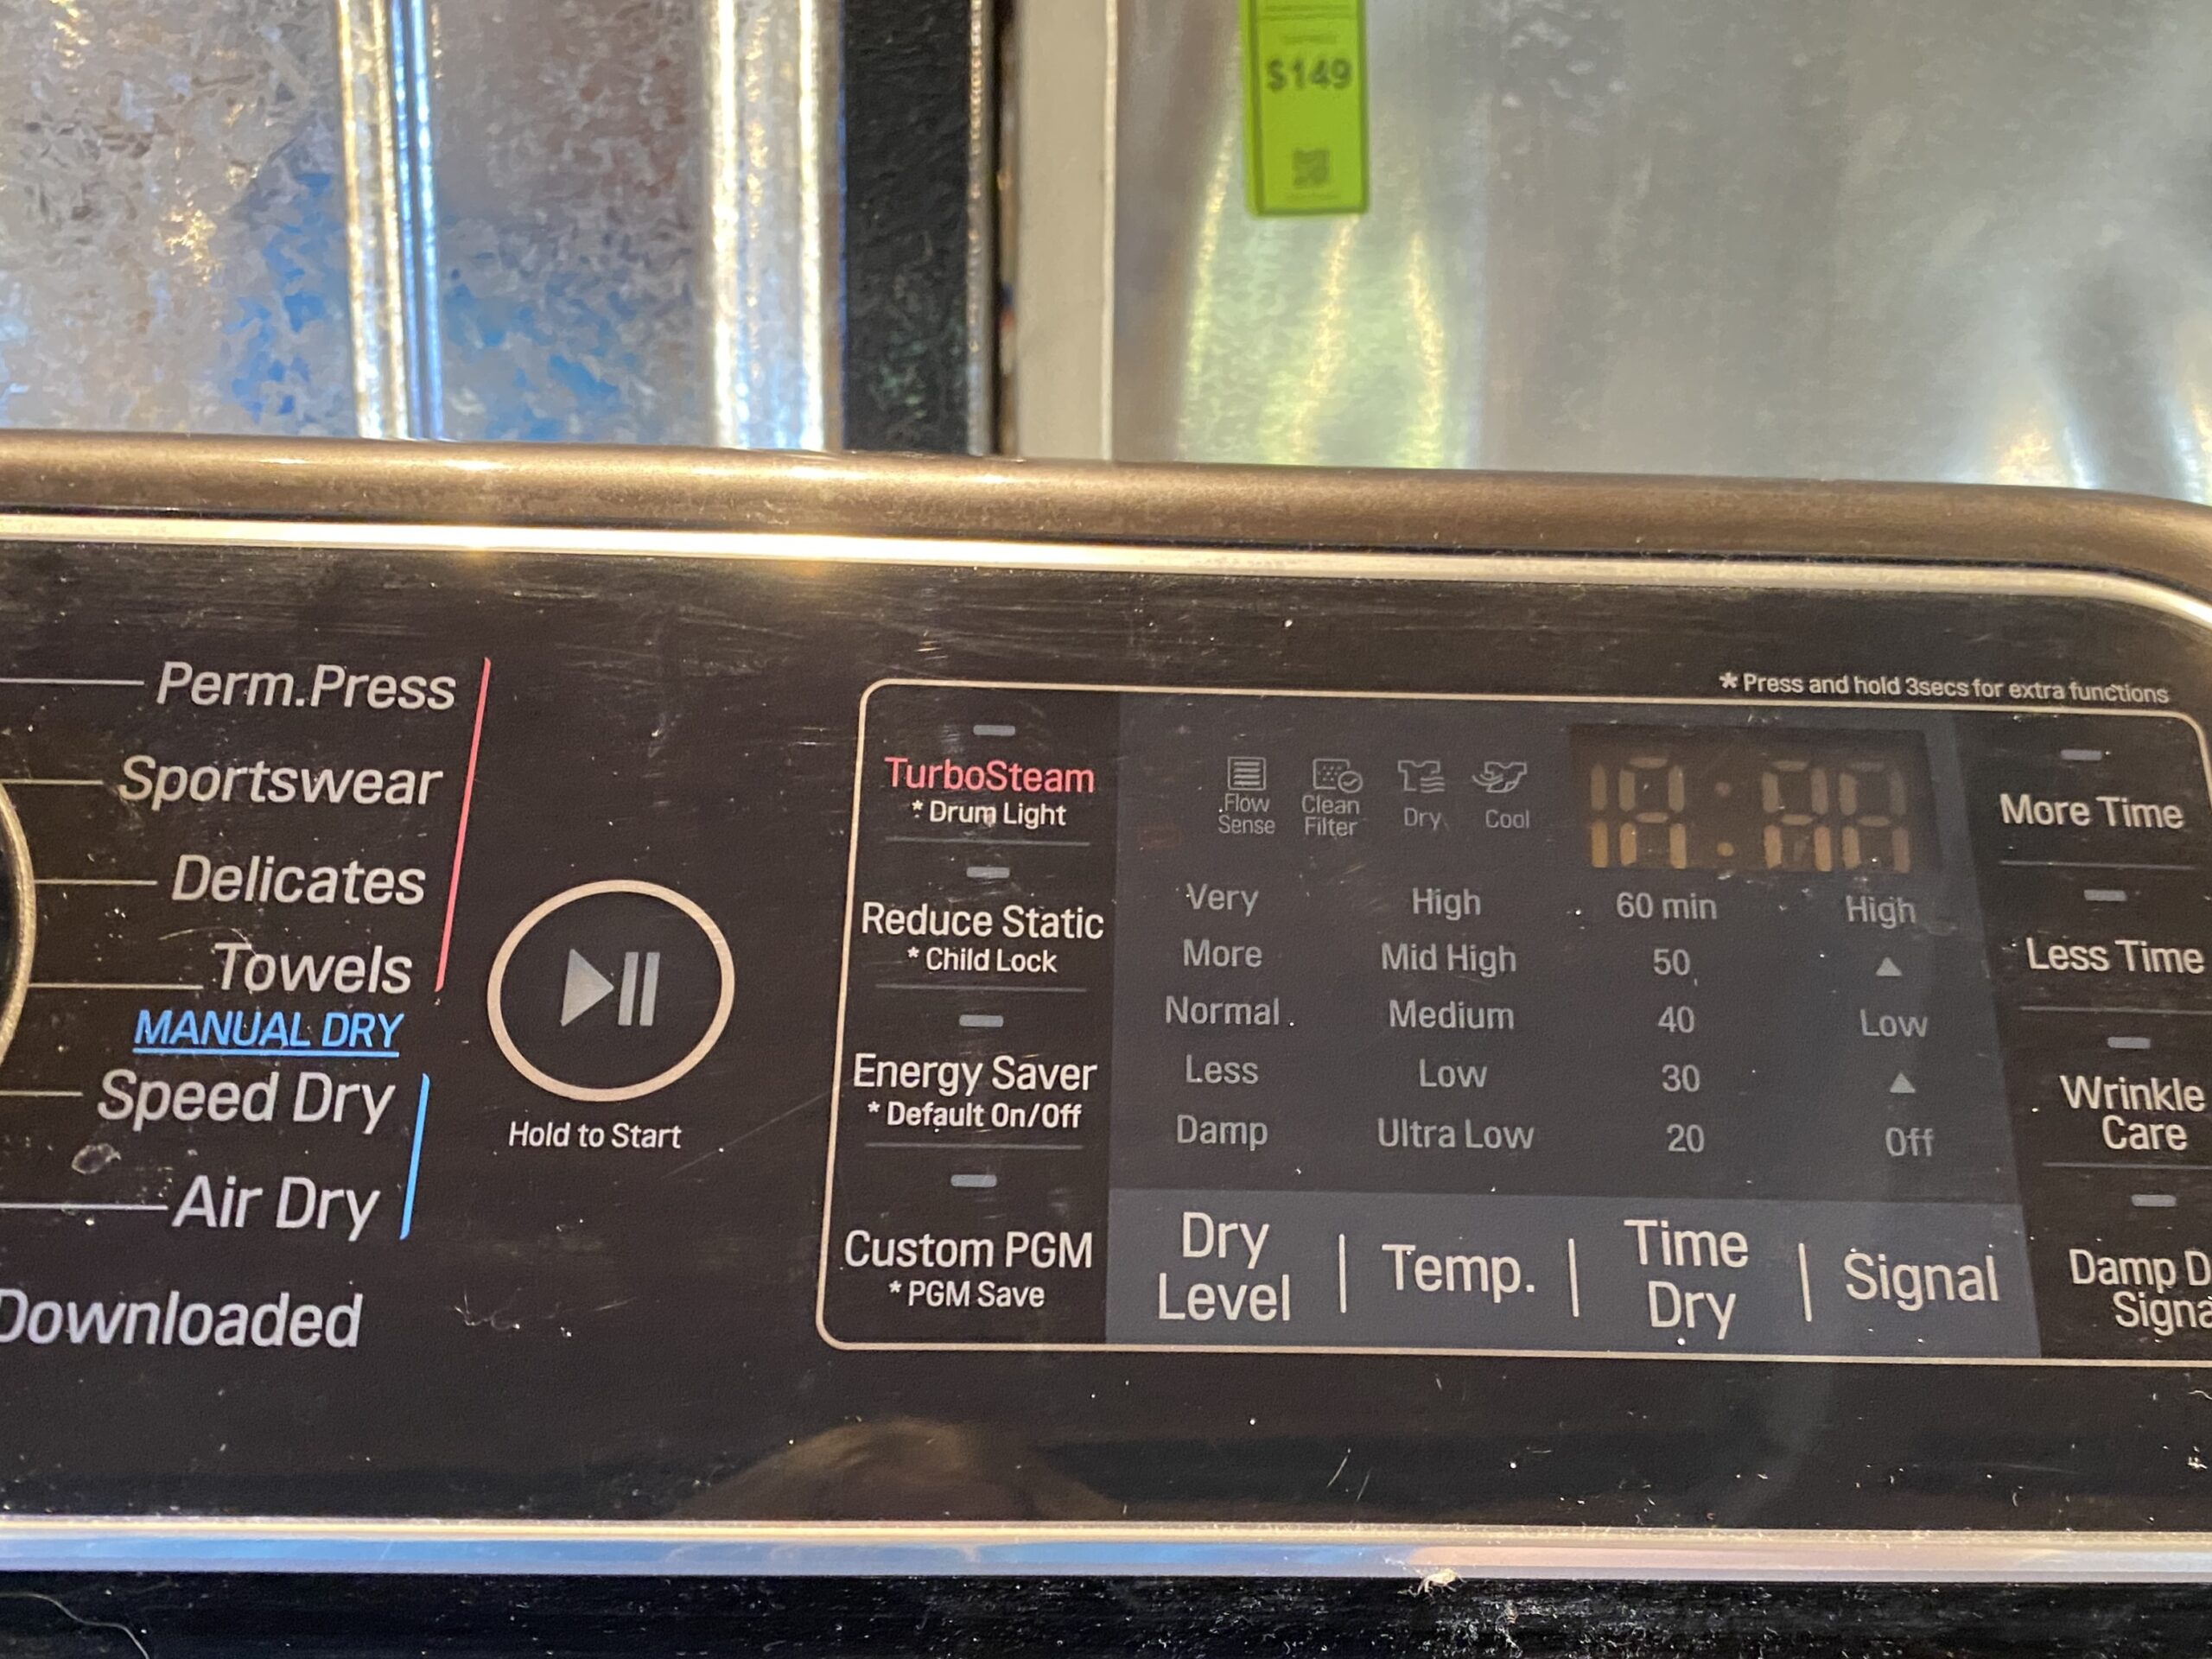 $149
Perm.Press
Sportswear
Delicates
Towels
MANUAL DRY
Speed Dry
Air Dry
Downloaded
Hold to Start
* Press and hold 3secs for extra functions
TurboSteam
* Drum Light
Reduce Static
* Child Lock
Energy Saver
* Default On/Off
Custom PGM
* PGM Save
Flow Sense
Clean Filter
Dry
Cool
Very High 60 min High
More Mid High 50 ▲
Normal Medium 40 Low
Less Low 30 ▲
Damp Ultra Low 20 Off
Dry Level | Temp. | Time Dry | Signal
More Time
Less Time
Wrinkle
Care
Damp